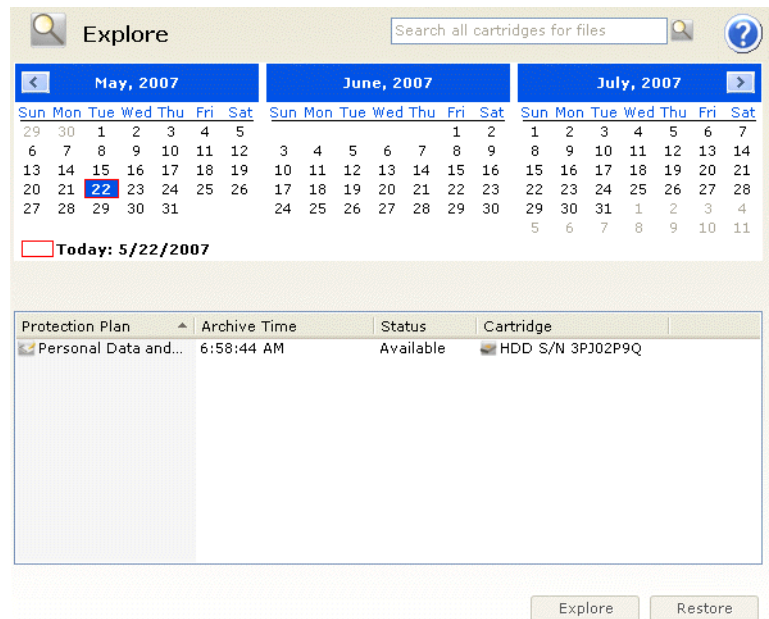 Explore Search all cartridges for files ?
< May, 2007 June, 2007 July, 2007 >
Sun Mon Tue Wed Thu Fri Sat Sun Mon Tue Wed Thu Fri Sat Sun Mon Tue Wed Thu Fri Sat
29 30 1 2 3 4 5 1 2 1 2 3 4 5 6 7
6 7 8 9 10 11 12 3 4 5 6 7 8 9 8 9 10 11 12 13 14
13 14 15 16 17 18 19 10 11 12 13 14 15 16 15 16 17 18 19 20 21
20 21 22 23 24 25 26 17 18 19 20 21 22 23 22 23 24 25 26 27 28
27 28 29 30 31 24 25 26 27 28 29 30 29 30 31 1 2 3 4
5 6 7 8 9 10 11
Today: 5/22/2007
Protection Plan Archive Time Status Cartridge
Personal Data and... 6:58:44 AM Available HDD S/N 3PJ02P9Q
Explore Restore